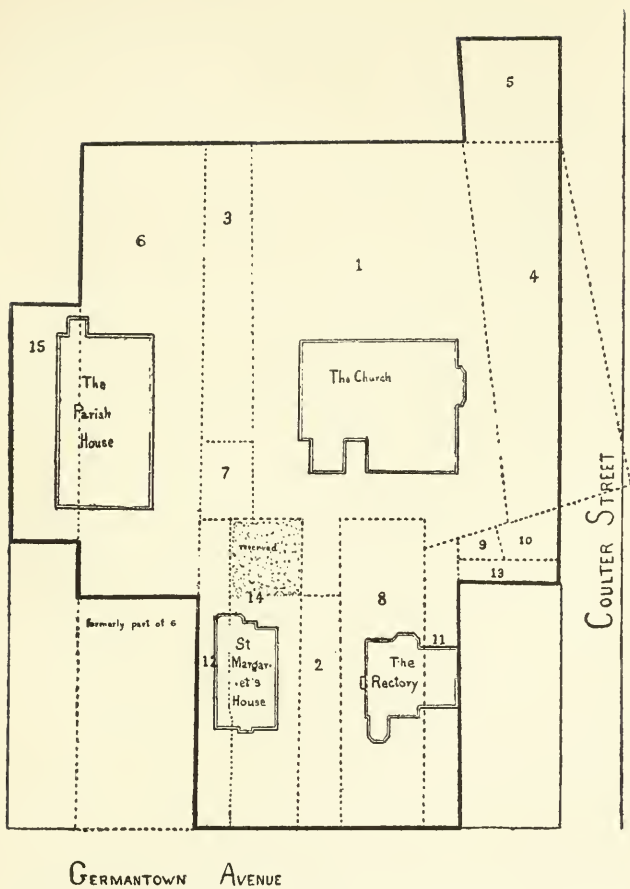 5
3
6
1
4
15
The Church
The
Parish
House
7
9
10
reserved
13
14
8
formerly part of 6
11
St
Margar-
et's
House
12
2
The
Rectory
COULTER STREET
GERMANTOWN AVENUE